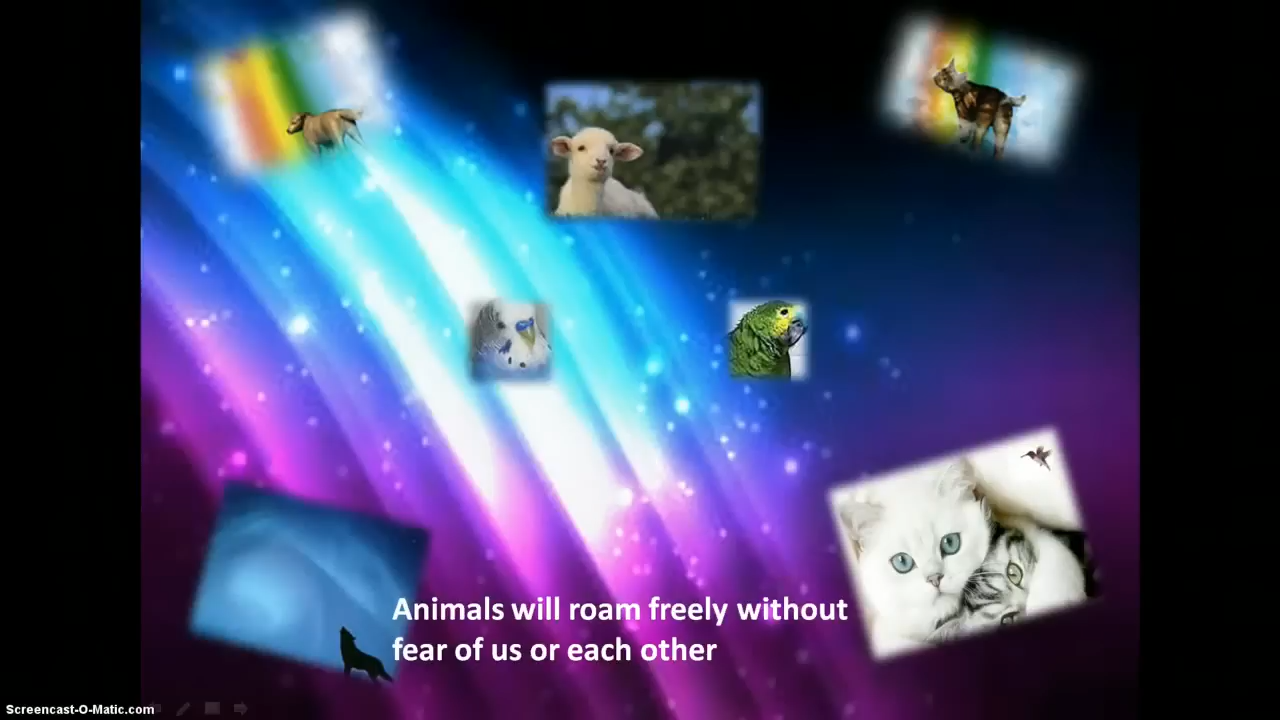 Animals will roam freely without
fear of us or each other
Screencast-O-Matic.com